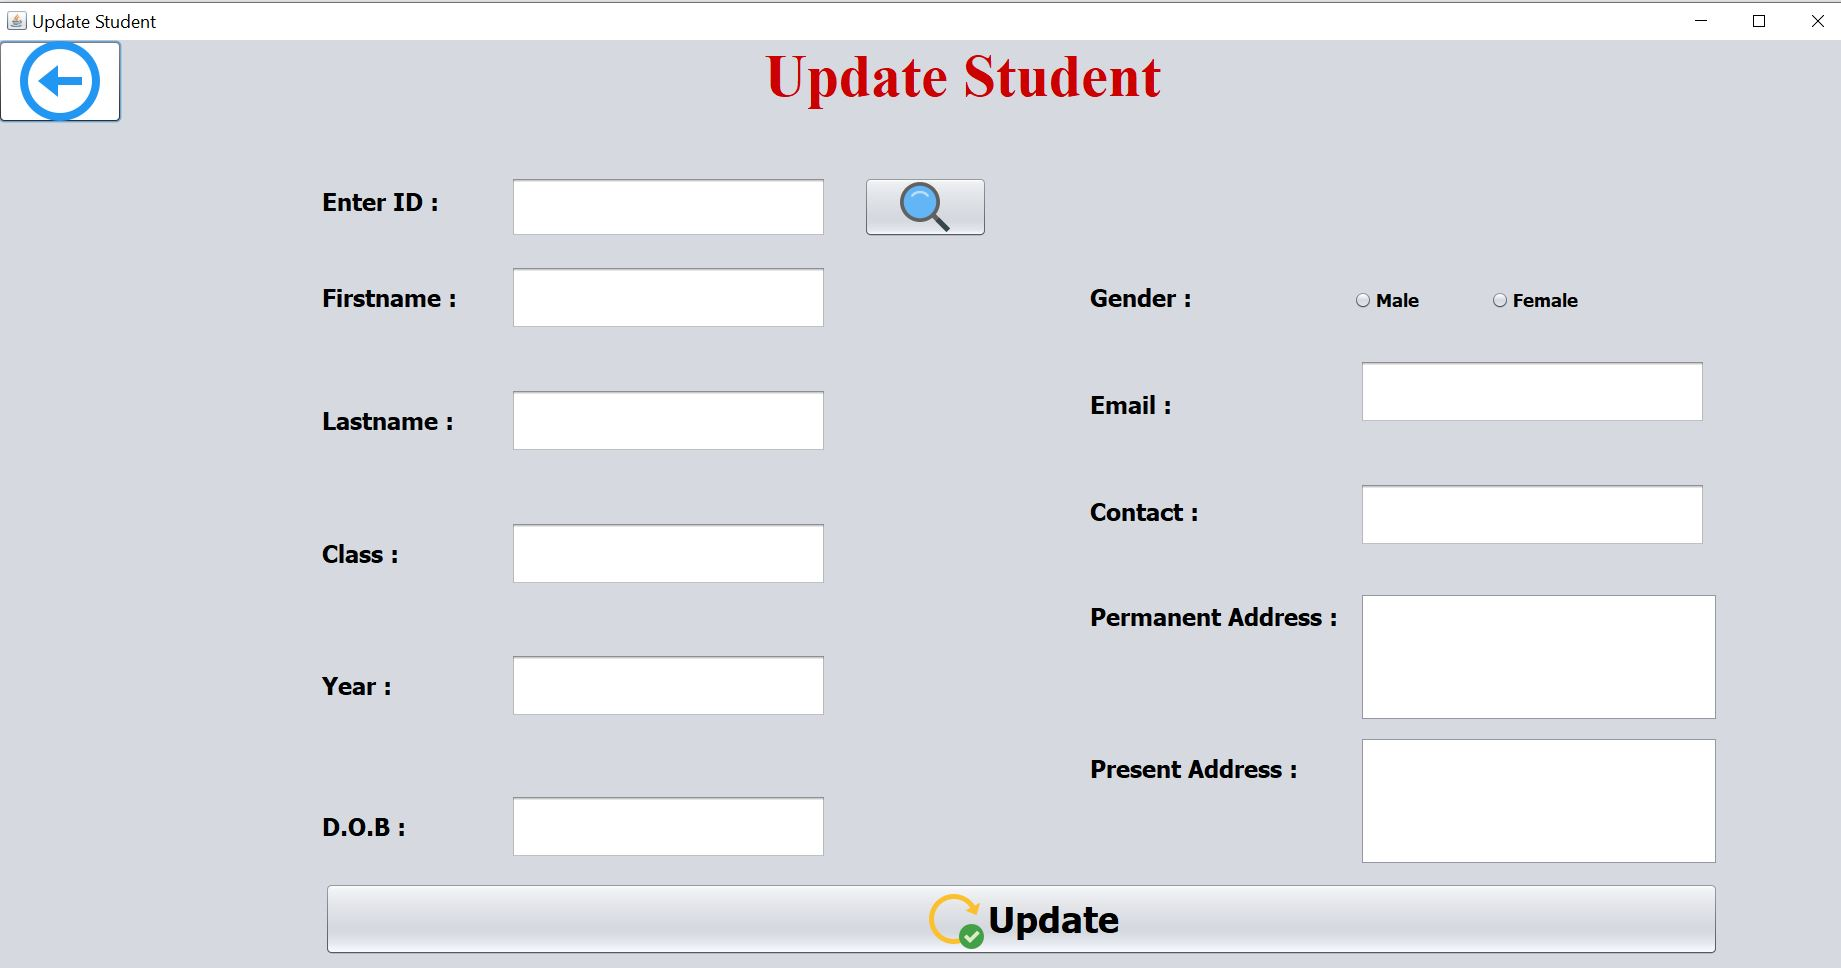 Update Student
Update Student
Enter ID :
Firstname :
Lastname :
Class :
Year :
D.O.B :
Gender : Male Female
Email :
Contact :
Permanent Address :
Present Address :
Update